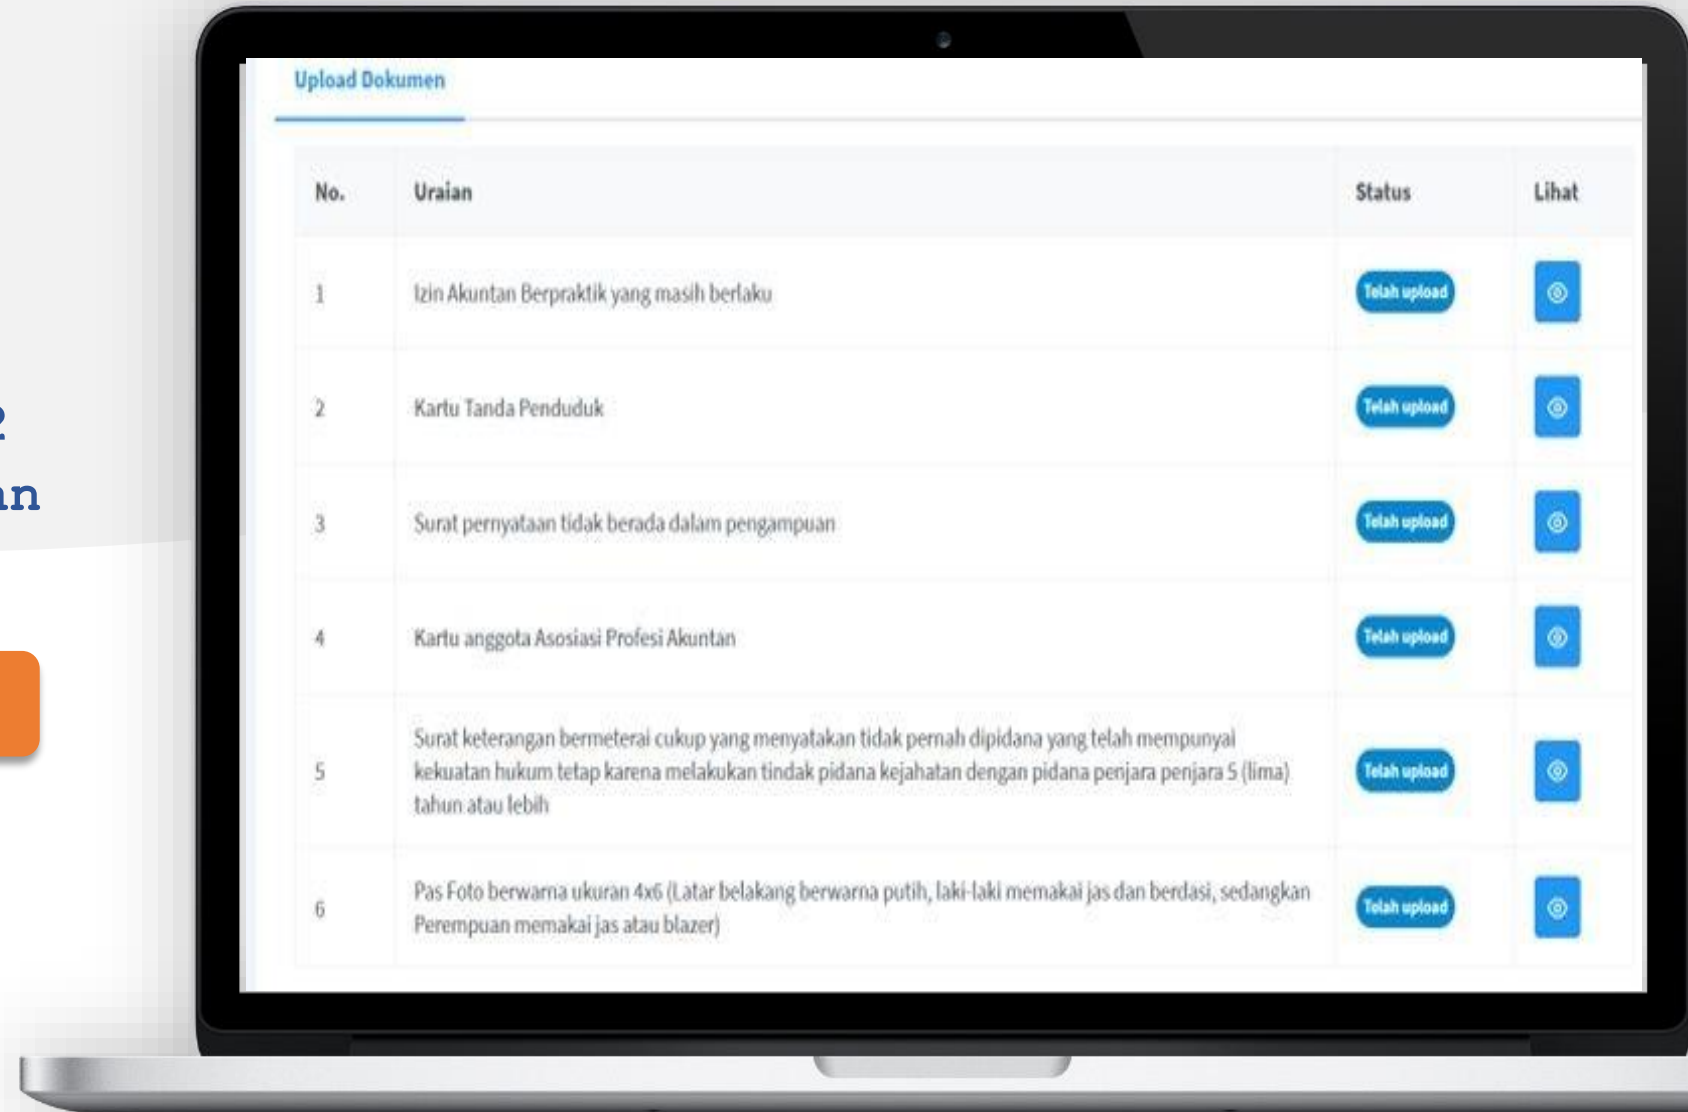 Upload Dokumen
No. Uraian Status Lihat
1 Izin Akuntan Berpraktik yang masih berlaku Telah upload
2 Kartu Tanda Penduduk Telah upload
3 Surat pernyataan tidak berada dalam pengampuan Telah upload
4 Kartu anggota Asosiasi Profesi Akuntan Telah upload
Surat keterangan bermeterai cukup yang menyatakan tidak pernah dipidana yang telah mempunyai
5 kekuatan hukum tetap karena melakukan tindak pidana kejahatan dengan pidana penjara penjara 5 (lima) Telah upload
tahun atau lebih
Pas Foto berwarna ukuran 4x6 (Latar belakang berwarna putih, laki-laki memakai jas dan berdasi, sedangkan
6 Perempuan memakai jas atau blazer) Telah upload